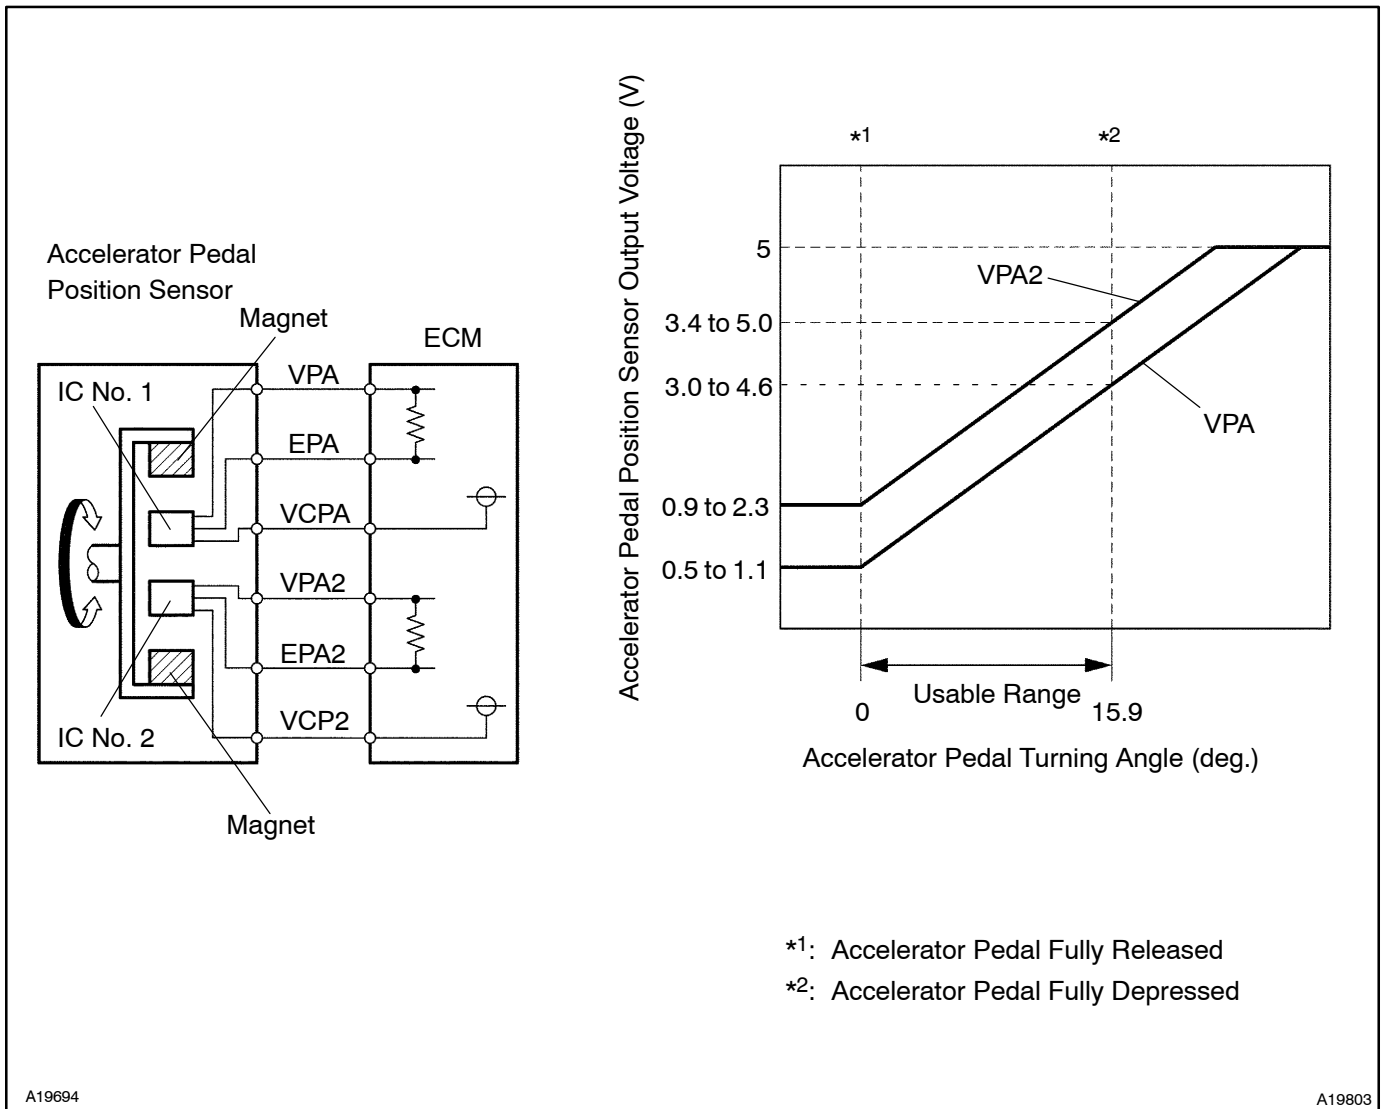 Accelerator Pedal
Position Sensor
Magnet
ECM
IC No. 1
VPA
EPA
VCPA
VPA2
EPA2
VCP2
IC No. 2
Magnet
Accelerator Pedal Position Sensor Output Voltage (V)
*1
*2
5
3.4 to 5.0
3.0 to 4.6
0.9 to 2.3
0.5 to 1.1
VPA2
VPA
Usable Range
0
15.9
Accelerator Pedal Turning Angle (deg.)
*1: Accelerator Pedal Fully Released
*2: Accelerator Pedal Fully Depressed
A19694
A19803